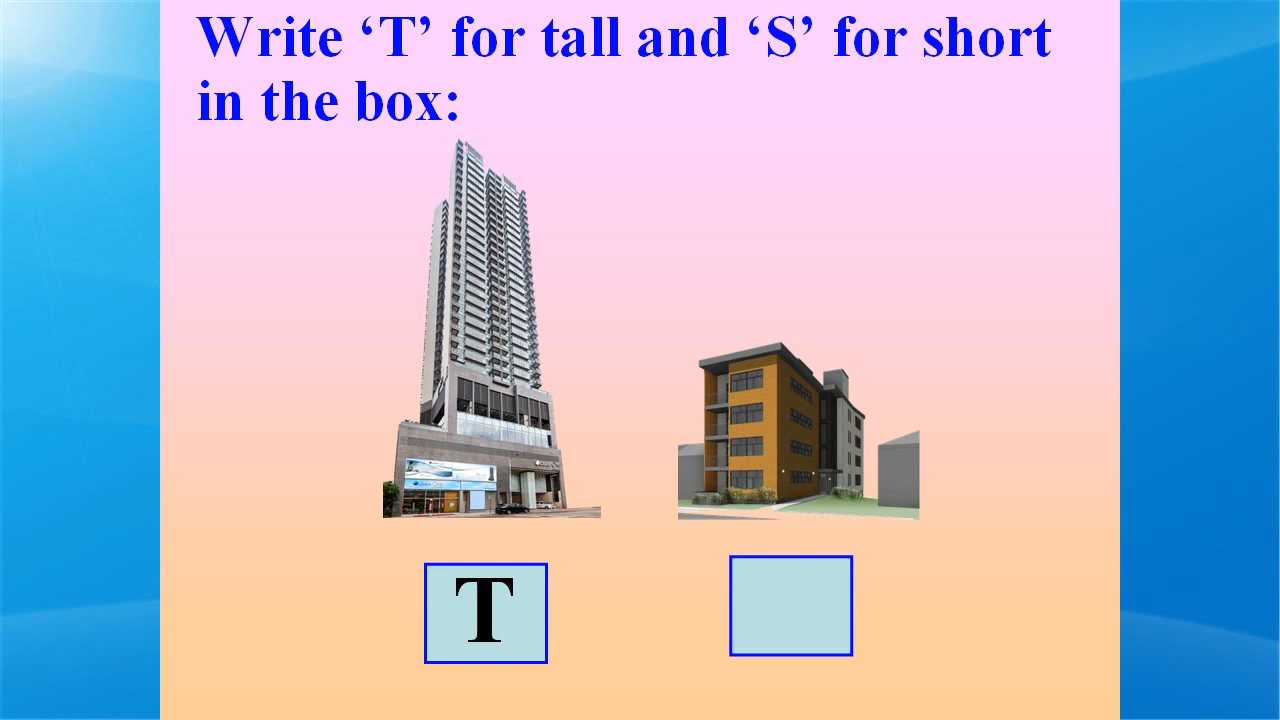 Write ‘T’ for tall and ‘S’ for short
in the box:
T